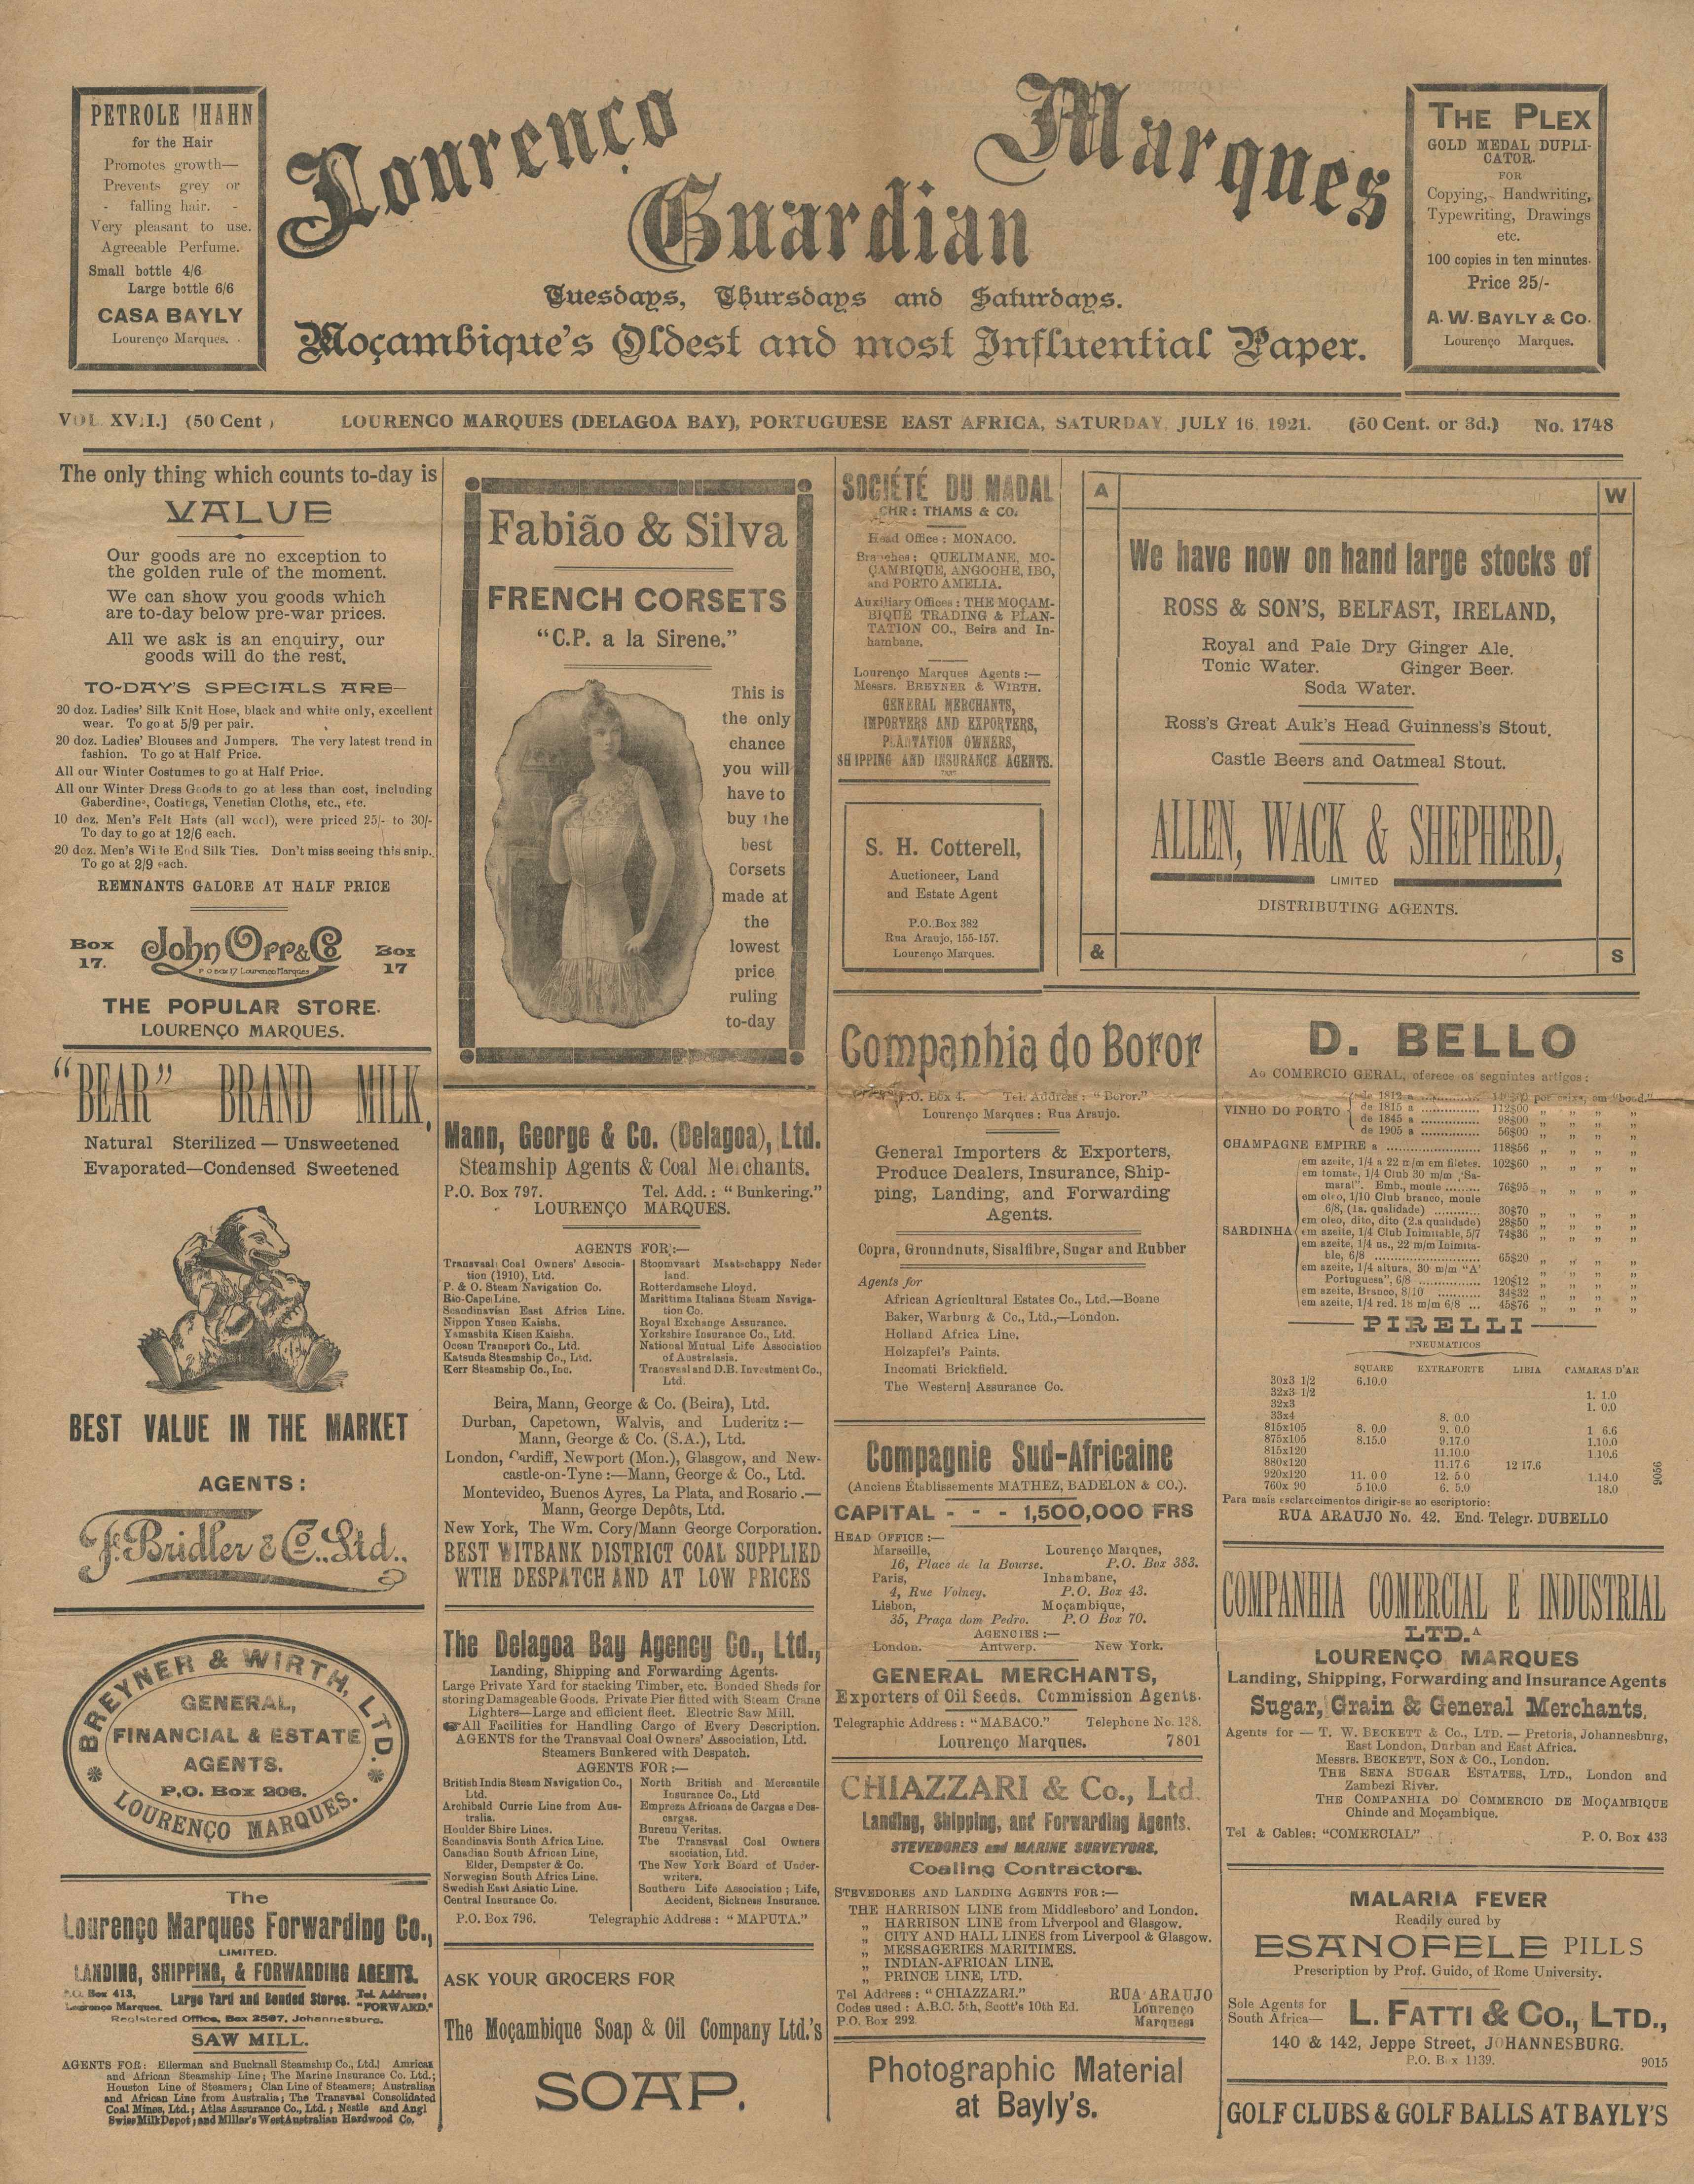 PETROLE HAHN
for the Hair
Promotes growth—
Prevents grey or
- falling hair. -
Very pleasant to use.
Agreeable Perfume.
Small bottle 4/6
Large bottle 6/6
CASA BAYLY
Lourenço Marques.
Lourenço Marques
Guardian
Tuesdays, Thursdays and Saturdays.
Moçambique's Oldest and most Influential Paper.
THE PLEX
GOLD MEDAL DUPLI-
CATOR.
FOR
Copying, Handwriting,
Typewriting, Drawings
etc.
100 copies in ten minutes.
Price 25/-
A. W. BAYLY & CO.
Lourenço Marques.
VOL. XVII.] (50 Cent ) LOURENCO MARQUES (DELAGOA BAY), PORTUGUESE EAST AFRICA, SATURDAY, JULY 16, 1921. (50 Cent. or 3d.) No. 1748
The only thing which counts to-day is
VALUE
Our goods are no exception to
the golden rule of the moment.
We can show you goods which
are to-day below pre-war prices.
All we ask is an enquiry, our
goods will do the rest.
TO-DAY'S SPECIALS ARE—
20 doz. Ladies' Silk Knit Hose, black and white only, excellent
wear. To go at 5/9 per pair.
20 doz. Ladies' Blouses and Jumpers. The very latest trend in
fashion. To go at Half Price.
All our Winter Costumes to go at Half Price.
All our Winter Dress Goods to go at less than cost, including
Gaberdines, Coatings, Venetian Cloths, etc., etc.
10 doz. Men's Felt Hats (all wool), were priced 25/- to 30/-
To day to go at 12/6 each.
20 doz. Men's Wide End Silk Ties. Don't miss seeing this snip.
To go at 2/9 each.
REMNANTS GALORE AT HALF PRICE
Box 17. John Orr & Co Box 17
P O Box 17 Lourenco Marques
THE POPULAR STORE.
LOURENÇO MARQUES.
"BEAR" BRAND MILK.
Natural Sterilized — Unsweetened
Evaporated—Condensed Sweetened
BEST VALUE IN THE MARKET
AGENTS:
J. Bridler & Co., Ltd.,
BREYNER & WIRTH, LTD.
GENERAL,
FINANCIAL & ESTATE
AGENTS.
P.O. Box 206.
LOURENÇO MARQUES.
The
Lourenço Marques Forwarding Co.,
LIMITED.
LANDING, SHIPPING, & FORWARDING AGENTS.
P.O. Box 413,
Lourenço Marques.
Large Yard and Bonded Stores.
Tel. Address:
"FORWARD."
Registered Office, Box 2587, Johannesburg.
SAW MILL.
AGENTS FOR: Ellerman and Bucknall Steamship Co., Ltd.; Amrican
and African Steamship Line; The Marine Insurance Co. Ltd.;
Houston Line of Steamers; Clan Line of Steamers; Australian
and African Line from Australia; The Transvaal Consolidated
Coal Mines, Ltd.; Atlas Assurance Co., Ltd.; Nestle and Angl
Swiss Milk Depot; and Millar's West Australian Hardwood Co.
Fabião & Silva
FRENCH CORSETS
"C.P. a la Sirene."
This is
the only
chance
you will
have to
buy the
best
Corsets
made at
the
lowest
price
ruling
to-day
Mann, George & Co. (Delagoa), Ltd.
Steamship Agents & Coal Merchants.
P.O. Box 797. Tel. Add.: "Bunkering."
LOURENÇO MARQUES.
AGENTS FOR:—
Transvaal Coal Owners' Associa-
tion (1910), Ltd.
P. & O. Steam Navigation Co.
Rio-Cape Line.
Scandinavian East Africa Line.
Nippon Yusen Kaisha.
Yamashita Kisen Kaisha.
Ocean Transport Co., Ltd.
Katsuda Steamship Co., Ltd.
Kerr Steamship Co., Inc.
Stoomvaart Maatschappy Neder
land.
Rotterdamsche Lloyd.
Marittima Italiana Steam Naviga-
tion Co.
Royal Exchange Assurance.
Yorkshire Insurance Co., Ltd.
National Mutual Life Association
of Australasia.
Transvaal and D.B. Investment Co.,
Ltd.
Beira, Mann, George & Co. (Beira), Ltd.
Durban, Capetown, Walvis, and Luderitz:—
Mann, George & Co. (S.A.), Ltd.
London, Cardiff, Newport (Mon.), Glasgow, and New-
castle-on-Tyne:—Mann, George & Co., Ltd.
Montevideo, Buenos Ayres, La Plata, and Rosario.—
Mann, George Depôts, Ltd.
New York, The Wm. Cory/Mann George Corporation.
BEST WITBANK DISTRICT COAL SUPPLIED
WTIH DESPATCH AND AT LOW PRICES
The Delagoa Bay Agency Co., Ltd.,
Landing, Shipping and Forwarding Agents.
Large Private Yard for stacking Timber, etc. Bonded Sheds for
storing Damageable Goods. Private Pier fitted with Steam Crane
Lighters—Large and efficient fleet. Electric Saw Mill.
☛ All Facilities for Handling Cargo of Every Description.
AGENTS for the Transvaal Coal Owners' Association, Ltd.
Steamers Bunkered with Despatch.
AGENTS FOR:—
British India Steam Navigation Co.,
Ltd.
Archibald Currie Line from Aus-
tralia.
Houlder Shire Lines.
Scandinavia South Africa Line.
Canadian South African Line,
Elder, Dempster & Co.
Norwegian South Africa Line.
Swedish East Asiatic Line.
Central Insurance Co.
North British and Mercantile
Insurance Co., Ltd
Empreza Africana de Cargas e Des-
cargas.
Bureau Veritas.
The Transvaal Coal Owners
ssociation, Ltd.
The New York Board of Under-
writers.
Southern Life Association; Life,
Aecident, Sickness Insurance.
P.O. Box 796. Telegraphic Address: "MAPUTA."
ASK YOUR GROCERS FOR
The Moçambique Soap & Oil Company Ltd.'s
SOAP.
SOCIÉTÉ DU MADAL
CHR: THAMS & CO.
Head Office: MONACO.
Branches: QUELIMANE, MO-
ÇAMBIQUE, ANGOCHE, IBO,
and PORTO AMELIA.
Auxiliary Offices: THE MOÇAM-
BIQUE TRADING & PLAN-
TATION CO., Beira and In-
hambane.
Lourenço Marques Agents:—
Messrs. BREYNER & WIRTH.
GENERAL MERCHANTS,
IMPORTERS AND EXPORTERS,
PLANTATION OWNERS,
SHIPPING AND INSURANCE AGENTS.
S. H. Cotterell,
Auctioneer, Land
and Estate Agent
P.O. Box 382
Rua Araujo, 155-157.
Lourenço Marques.
A W
We have now on hand large stocks of
ROSS & SON'S, BELFAST, IRELAND,
Royal and Pale Dry Ginger Ale.
Tonic Water. Ginger Beer.
Soda Water.
Ross's Great Auk's Head Guinness's Stout.
Castle Beers and Oatmeal Stout.
ALLEN, WACK & SHEPHERD,
LIMITED
DISTRIBUTING AGENTS.
& S
Companhia do Boror
P.O. Box 4. Tel. Address: "Boror."
Lourenço Marques: Rua Araujo.
General Importers & Exporters,
Produce Dealers, Insurance, Ship-
ping, Landing, and Forwarding
Agents.
Copra, Groundnuts, Sisalfibre, Sugar and Rubber
Agents for
African Agricultural Estates Co., Ltd.—Boane
Baker, Warburg & Co., Ltd.,—London.
Holland Africa Line.
Holzapfel's Paints.
Incomati Brickfield.
The Western Assurance Co.
Compagnie Sud-Africaine
(Anciens Établissements MATHEZ, BADELON & CO.).
CAPITAL - - - 1,500,000 FRS
HEAD OFFICE:—
Marseille, Lourenço Marques,
16, Place de la Bourse. P.O. Box 383.
Paris, Inhambane,
4, Rue Volney. P.O. Box 43.
Lisbon, Moçambique,
35, Praça dom Pedro. P.O Box 70.
AGENCIES:—
London. Antwerp. New York.
GENERAL MERCHANTS,
Exporters of Oil Seeds. Commission Agents.
Telegraphic Address: "MABACO." Telephone No. 138.
Lourenço Marques. 7801
CHIAZZARI & Co., Ltd.
Landing, Shipping, and Forwarding Agents.
STEVEDORES and MARINE SURVEYORS.
Coaling Contractors.
STEVEDORES AND LANDING AGENTS FOR:—
THE HARRISON LINE from Middlesboro' and London.
„ HARRISON LINE from Liverpool and Glasgow.
„ CITY AND HALL LINES from Liverpool & Glasgow.
„ MESSAGERIES MARITIMES.
„ INDIAN-AFRICAN LINE.
„ PRINCE LINE, LTD.
Tel Address: "CHIAZZARI."
Codes used: A.B.C. 5th, Scott's 10th Ed.
P.O. Box 292
RUA ARAUJO
Lourenço
Marques
Photographic Material
at Bayly's.
D. BELLO
Ao COMERCIO GERAL, oferece os seguintes artigos:
VINHO DO PORTO
de 1812 a ............ por caixa, em "bond."
de 1815 a ............ 112$00 „ „ „
de 1845 a ............ 98$00 „ „ „
de 1905 a ............ 56$00 „ „ „
CHAMPAGNE EMPIRE a ............ 118$56 „ „ „
SARDINHA
em azeite, 1/4 a 22 m/m em filetes. 102$60 „ „ „
em tomate, 1/4 Club 30 m/m "Sa-
maral". Emb., moule ......... 76$95 „ „ „
em oleo, 1/10 Club branco, moule
6/8, (1a. qualidade) ............ 30$70 „ „ „
em oleo, dito, dito (2.a qualidade) 28$50 „ „ „
em azeite, 1/4 Club Inimitable, 5/7 74$36 „ „ „
em azeite, 1/4 us., 22 m/m Inimita-
ble, 6/8 ............ 65$20 „ „ „
em azeite, 1/4 altura, 30 m/m "A'
Portuguesa", 6/8 ............ 120$12 „ „ „
em azeite, Branco, 8/10 ............ 34$32 „ „ „
em azeite, 1/4 red. 18 m/m 6/8 ... 45$76 „ „ „
PIRELLI
PNEUMATICOS
SQUARE EXTRAFORTE LIBIA CAMARAS D'AR
30x3 1/2 6.10.0
32x3 1/2 1. 1.0
32x3 1. 0.0
33x4 8. 0.0
815x105 8. 0.0 9. 0.0 1 6.6
875x105 8.15.0 9.17.0 1.10.0
815x120 11.10.0 1.10.6
880x120 11.17.6 12 17.6
920x120 11. 0 0 12. 5 0 1.14.0
760x 90 5.10.0 6. 5.0 18.0
9056
Para mais esclarecimentos dirigir-se ao escriptorio:
RUA ARAUJO No. 42. End. Telegr. DUBELLO
COMPANHIA COMERCIAL E INDUSTRIAL
LTD.
LOURENÇO MARQUES
Landing, Shipping, Forwarding and Insurance Agents
Sugar, Grain & General Merchants.
Agents for — T. W. BECKETT & Co., LTD. — Pretoria, Johannesburg,
East London, Durban and East Africa.
Messrs. BECKETT, SON & CO., London.
THE SENA SUGAR ESTATES, LTD., London and
Zambezi River.
THE COMPANHIA DO COMMERCIO DE MOÇAMBIQUE
Chinde and Moçambique.
Tel & Cables: "COMERCIAL" P. O. Box 433
MALARIA FEVER
Readily cured by
ESANOFELE PILLS
Prescription by Prof. Guido, of Rome University.
Sole Agents for
South Africa—
L. FATTI & CO., LTD.,
140 & 142, Jeppe Street, JOHANNESBURG.
P.O. B x 1139. 9015
GOLF CLUBS & GOLF BALLS AT BAYLY'S